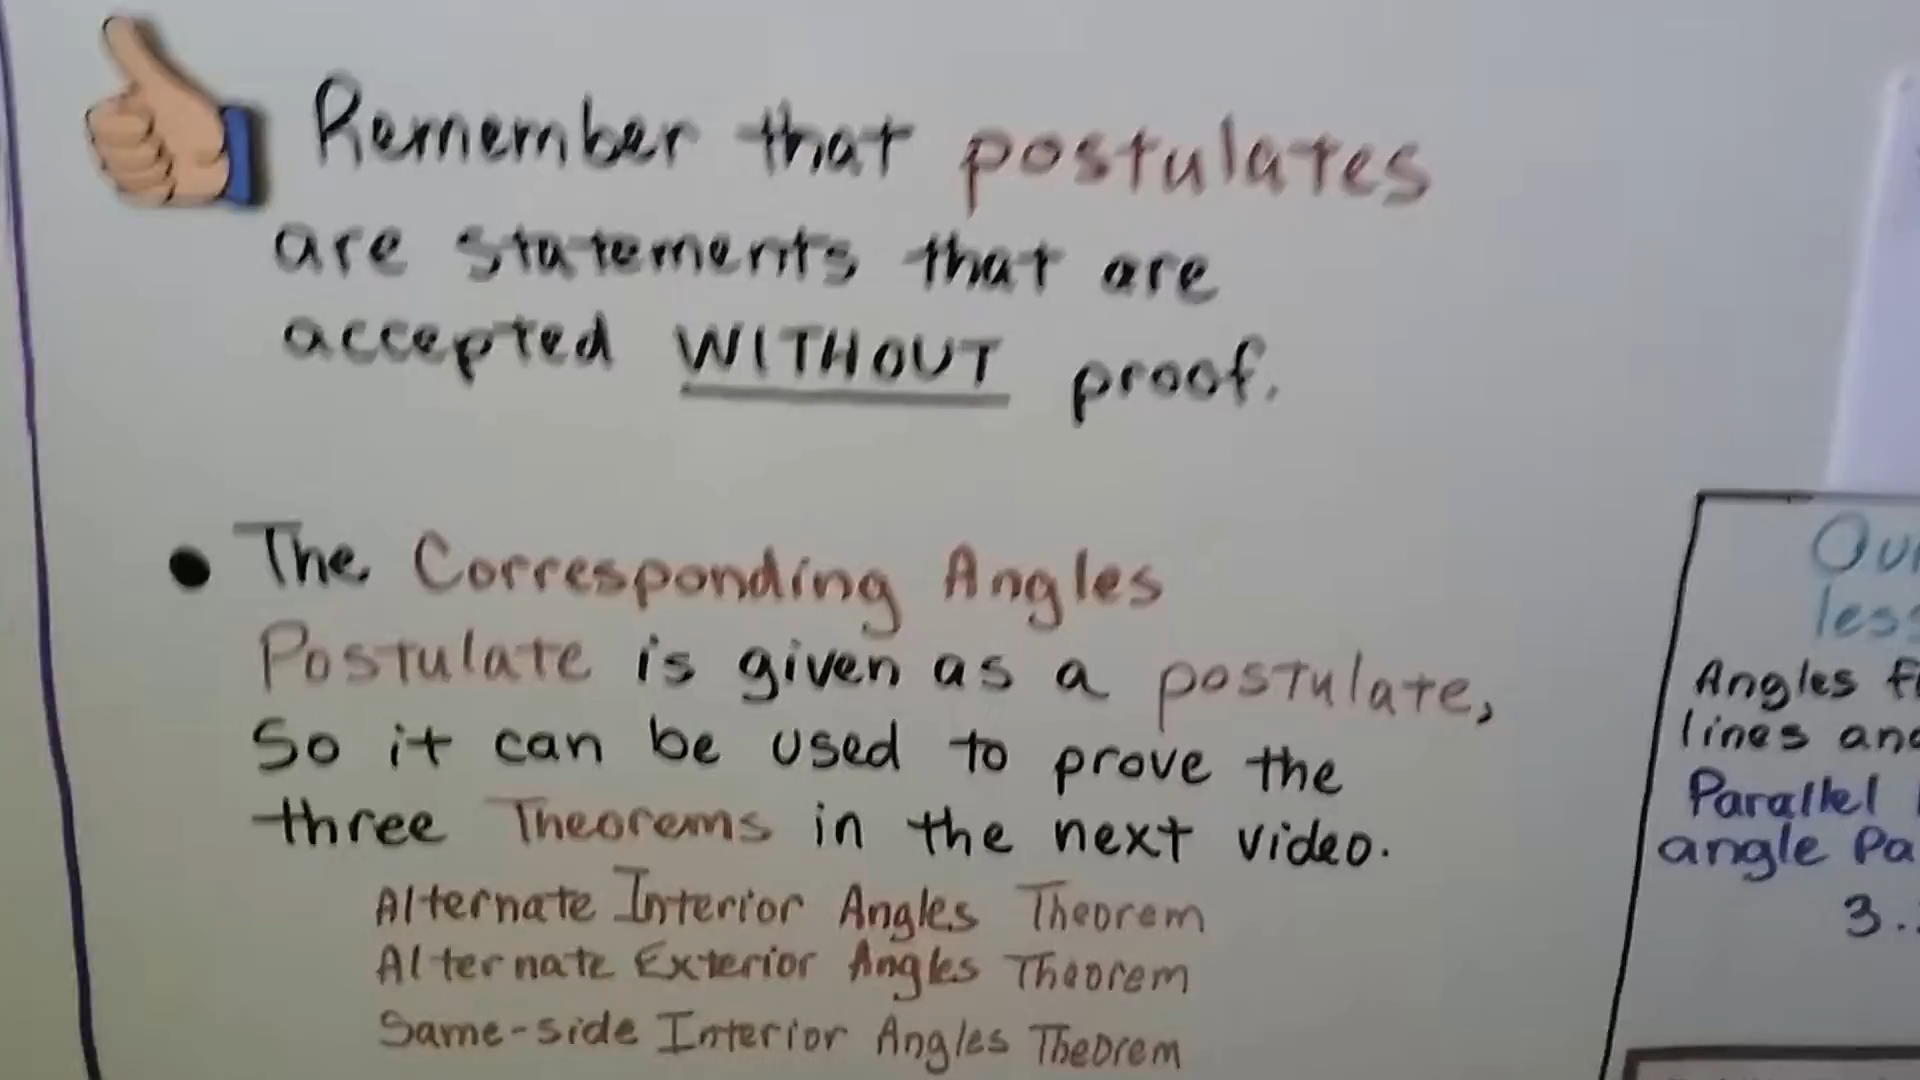 Remember that postulates
are statements that are
accepted WITHOUT proof.
• The Corresponding Angles
Postulate is given as a postulate,
So it can be used to prove the
three Theorems in the next video.
Alternate Interior Angles Theorem
Alternate Exterior Angles Theorem
Same-side Interior Angles Theorem
Angles
lines
Parallel
angle
3.